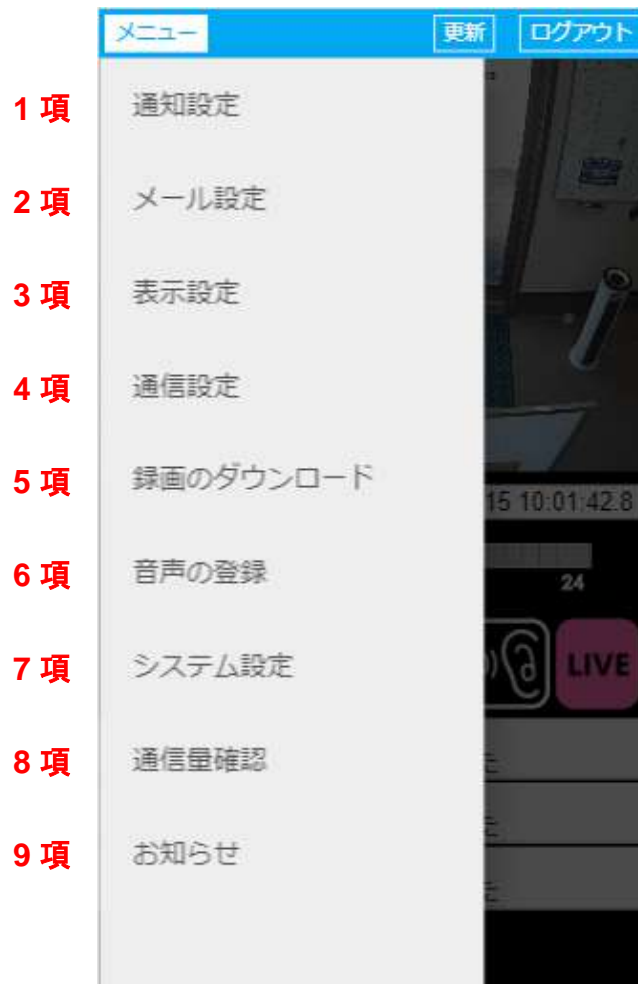 メニュー 更新 ログアウト
1 項 通知設定
2 項 メール設定
3 項 表示設定
4 項 通信設定
5 項 録画のダウンロード
15 10:01:42.8
6 項 音声の登録
24
7 項 システム設定
LIVE
8 項 通信量確認
9 項 お知らせ